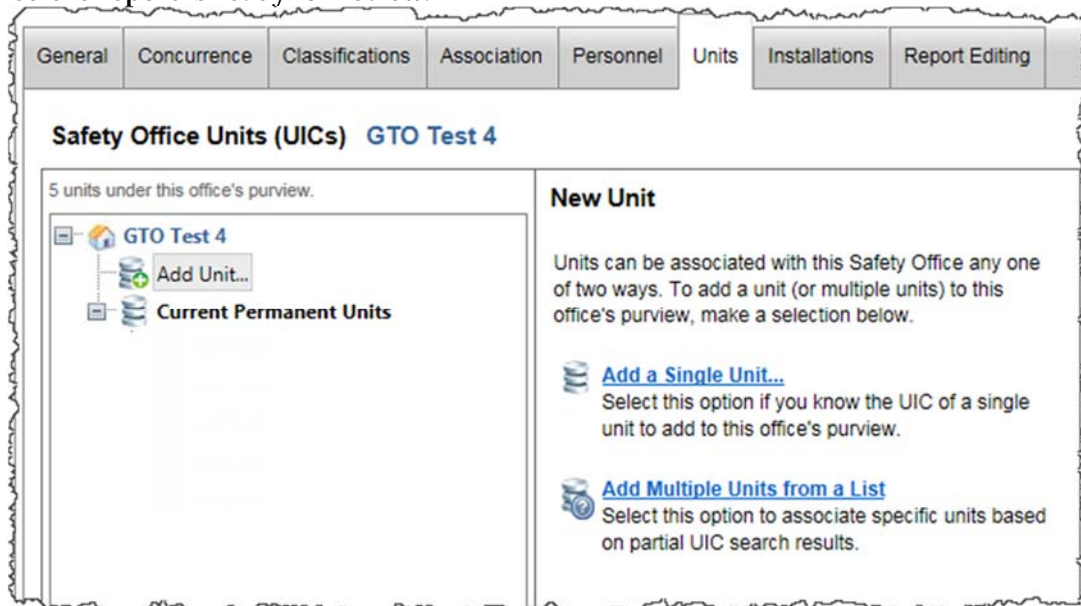 General Concurrence Classifications Association Personnel Units Installations Report Editing
Safety Office Units (UICs) GTO Test 4
5 units under this office's purview.
GTO Test 4
Add Unit...
Current Permanent Units
New Unit
Units can be associated with this Safety Office any one
of two ways. To add a unit (or multiple units) to this
office's purview, make a selection below.
Add a Single Unit...
Select this option if you know the UIC of a single
unit to add to this office's purview.
Add Multiple Units from a List
Select this option to associate specific units based
on partial UIC search results.